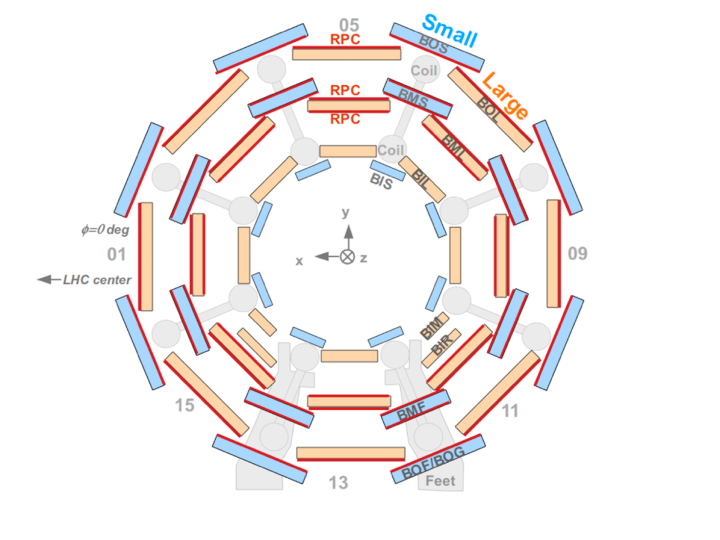 05
Small
RPC
BOS
Coil
Large
RPC
BMS
BOL
RPC
BML
Coil
BIS
BIL
y
ϕ=0 deg
01
x
z
09
LHC center
BIM
BIR
15
11
BMF
BOF/BOG
13
Feet